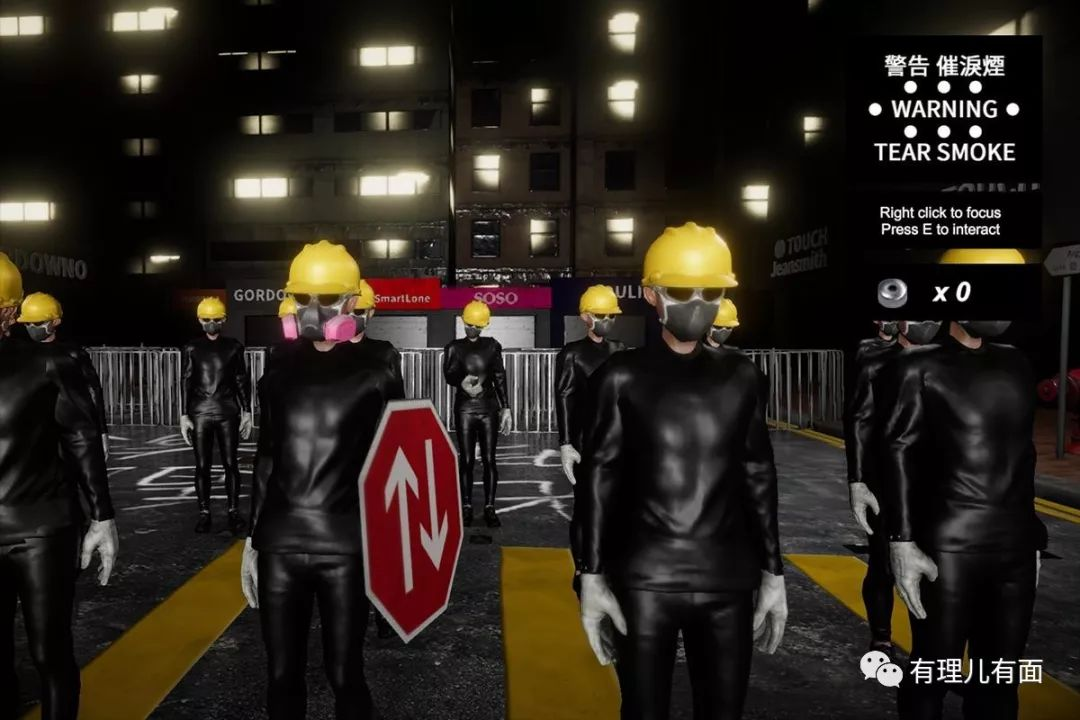 警告 催淚煙
WARNING
TEAR SMOKE
Right click to focus
Press E to interact
x 0
TOUCH
Jeansmith
DOWNO
GORDO
SmartLone
SOSO
有理儿有面